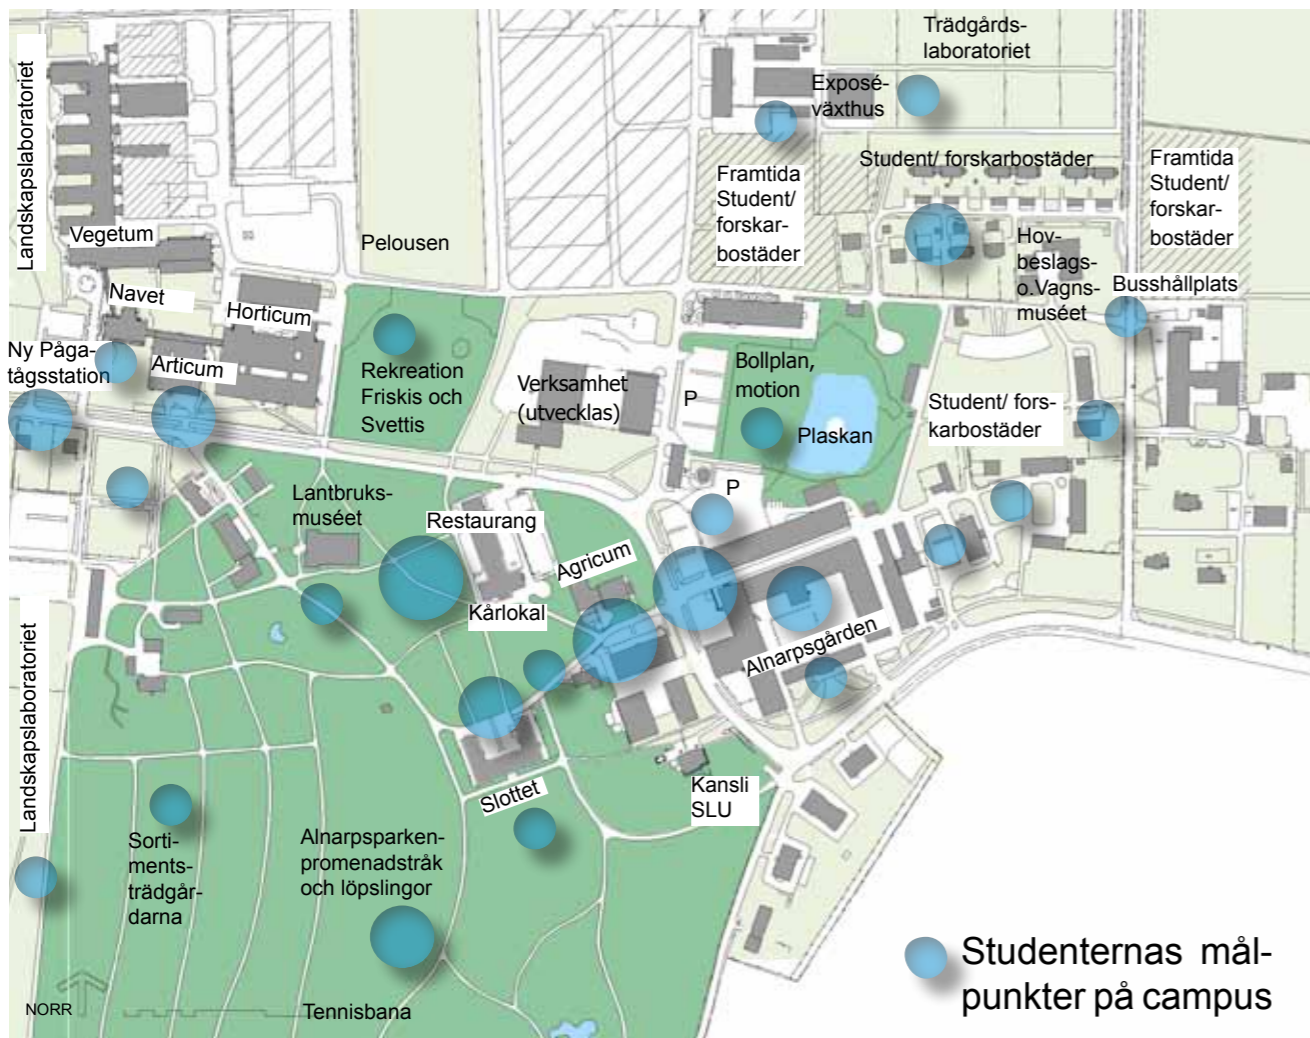 Landskapslaboratoriet
Trädgårds-
laboratoriet
Exposé-
växthus
Student/ forskarbostäder
Framtida
Student/
forskar-
bostäder
Framtida
Student/
forskar-
bostäder
Vegetum
Pelousen
Hov-
beslags-
o.Vagns-
muséet
Busshållplats
Navet
Horticum
Ny Påga-
tågsstation
Articum
Rekreation
Friskis och
Svettis
Verksamhet
(utvecklas)
P
Bollplan,
motion
Plaskan
Student/ fors-
karbostäder
Lantbruks-
muséet
Restaurang
P
Agricum
Kårlokal
Alnarpsgården
Landskapslaboratoriet
Slottet
Kansli
SLU
Sorti-
ments-
trädgår-
darna
Alnarpsparken-
promenadstråk
och löpslingor
NORR
Tennisbana
Studenternas mål-
punkter på campus